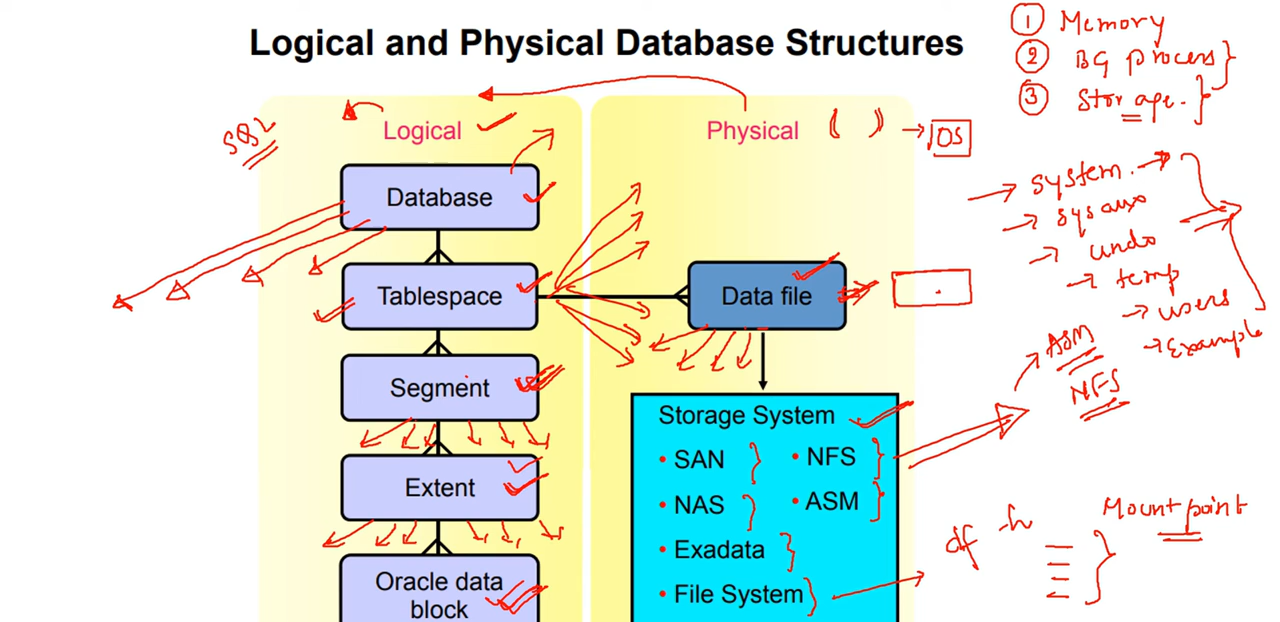 Logical and Physical Database Structures
① Memory
② BG process
③ Storage.
SQL
Logical
Physical ( ) → OS
Database
Tablespace
Segment
Extent
Oracle data
block
Data file
Storage System
• SAN
• NAS
• Exadata
• File System
• NFS
• ASM
→ system. →
→ sysaux
→ undo
→ temp
→ users
→ Example
ASM
NFS
df -h
Mount point